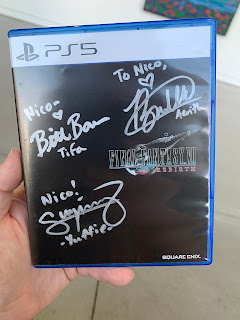 PS5
To Nico,
Aerith
Nico-
Tifa
FINAL FANTASY VII
REBIRTH
Nico!
-Yuffie-
SQUARE ENIX